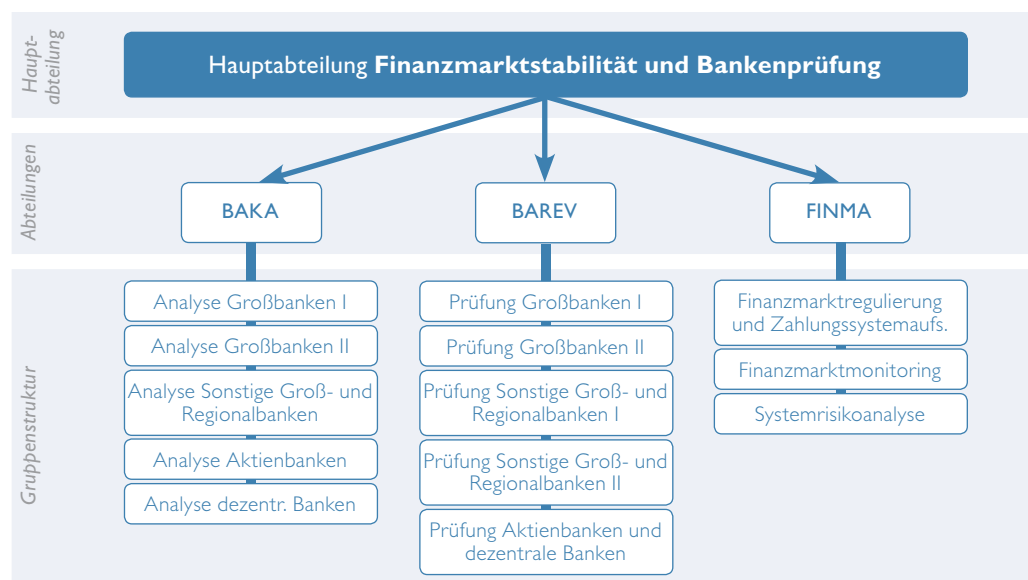 Haupt-
abteilung
Hauptabteilung Finanzmarktstabilität und Bankenprüfung
Abteilungen
BAKA
BAREV
FINMA
Gruppenstruktur
Analyse Großbanken I
Analyse Großbanken II
Analyse Sonstige Groß- und
Regionalbanken
Analyse Aktienbanken
Analyse dezentr. Banken
Prüfung Großbanken I
Prüfung Großbanken II
Prüfung Sonstige Groß- und
Regionalbanken I
Prüfung Sonstige Groß- und
Regionalbanken II
Prüfung Aktienbanken und
dezentrale Banken
Finanzmarktregulierung
und Zahlungssystemaufs.
Finanzmarktmonitoring
Systemrisikoanalyse